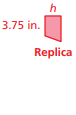 h
3.75 in.
Replica